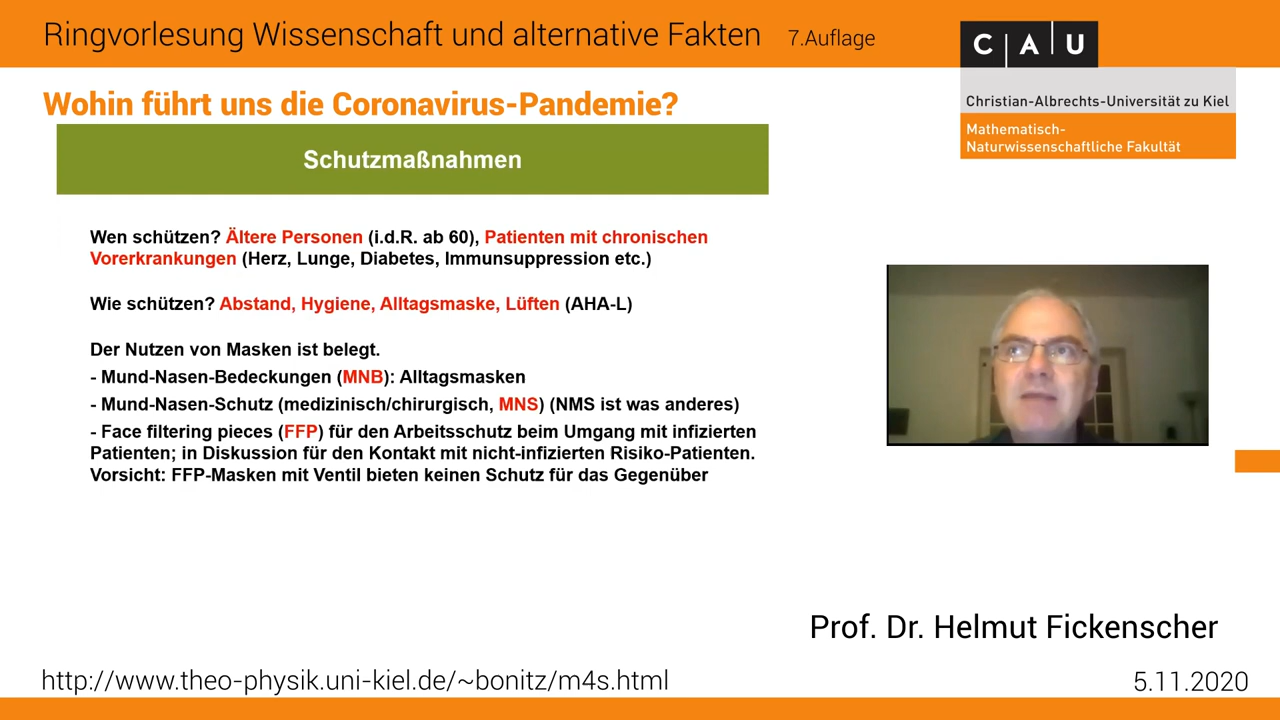 Ringvorlesung Wissenschaft und alternative Fakten 7.Auflage
CAU
Christian-Albrechts-Universität zu Kiel
Mathematisch-
Naturwissenschaftliche Fakultät
Wohin führt uns die Coronavirus-Pandemie?
Schutzmaßnahmen
Wen schützen? Ältere Personen (i.d.R. ab 60), Patienten mit chronischen
Vorerkrankungen (Herz, Lunge, Diabetes, Immunsuppression etc.)
Wie schützen? Abstand, Hygiene, Alltagsmaske, Lüften (AHA-L)
Der Nutzen von Masken ist belegt.
- Mund-Nasen-Bedeckungen (MNB): Alltagsmasken
- Mund-Nasen-Schutz (medizinisch/chirurgisch, MNS) (NMS ist was anderes)
- Face filtering pieces (FFP) für den Arbeitsschutz beim Umgang mit infizierten
Patienten; in Diskussion für den Kontakt mit nicht-infizierten Risiko-Patienten.
Vorsicht: FFP-Masken mit Ventil bieten keinen Schutz für das Gegenüber
Prof. Dr. Helmut Fickenscher
http://www.theo-physik.uni-kiel.de/~bonitz/m4s.html
5.11.2020